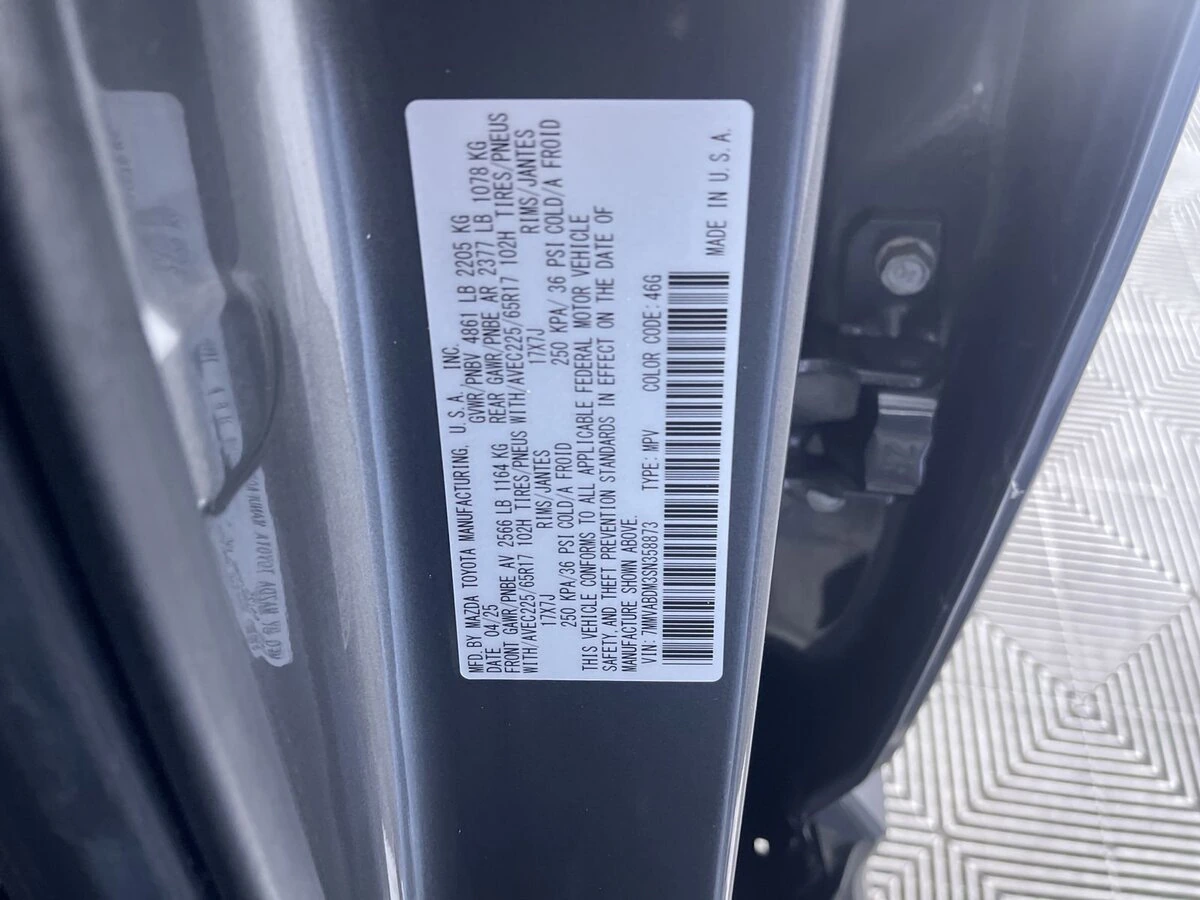 MFD.BY MAZDA TOYOTA MANUFACTURING, U.S.A. INC.
DATE 04/25 GVWR/PNBV 4861 LB 2205 KG
FRONT GAWR/PNBE AV 2566 LB 1164 KG REAR GAWR/PNBE AR 2377 LB 1078 KG
WITH/AVEC225/65R17 102H TIRES/PNEUS WITH/AVEC225/65R17 102H TIRES/PNEUS
17X7J RIMS/JANTES 17X7J RIMS/JANTES
250 KPA/36 PSI COLD/A FROID 250 KPA/ 36 PSI COLD/A FROID
THIS VEHICLE CONFORMS TO ALL APPLICABLE FEDERAL MOTOR VEHICLE
SAFETY AND THEFT PREVENTION STANDARDS IN EFFECT ON THE DATE OF
MANUFACTURE SHOWN ABOVE.
VIN: 7MMVABDM3SN358873 TYPE: MPV COLOR CODE: 46G
MADE IN U.S.A.